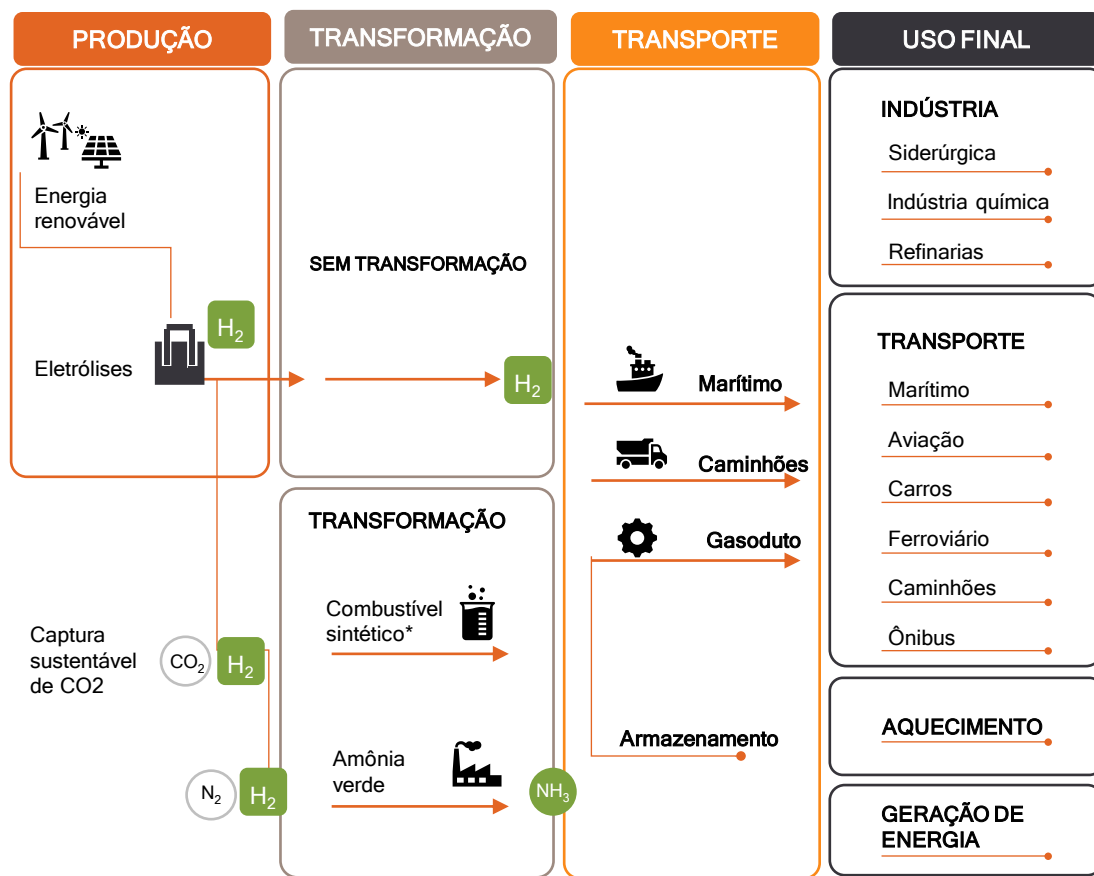 PRODUÇÃO
Energia
renovável
Eletrólises
H₂
Captura
sustentável
de CO2
CO₂
H₂
N₂
H₂
TRANSFORMAÇÃO
SEM TRANSFORMAÇÃO
H₂
TRANSFORMAÇÃO
Combustível
sintético*
Amônia
verde
NH₃
TRANSPORTE
Marítimo
Caminhões
Gasoduto
Armazenamento
USO FINAL
INDÚSTRIA
Siderúrgica
Indústria química
Refinarias
TRANSPORTE
Marítimo
Aviação
Carros
Ferroviário
Caminhões
Ônibus
AQUECIMENTO
GERAÇÃO DE
ENERGIA